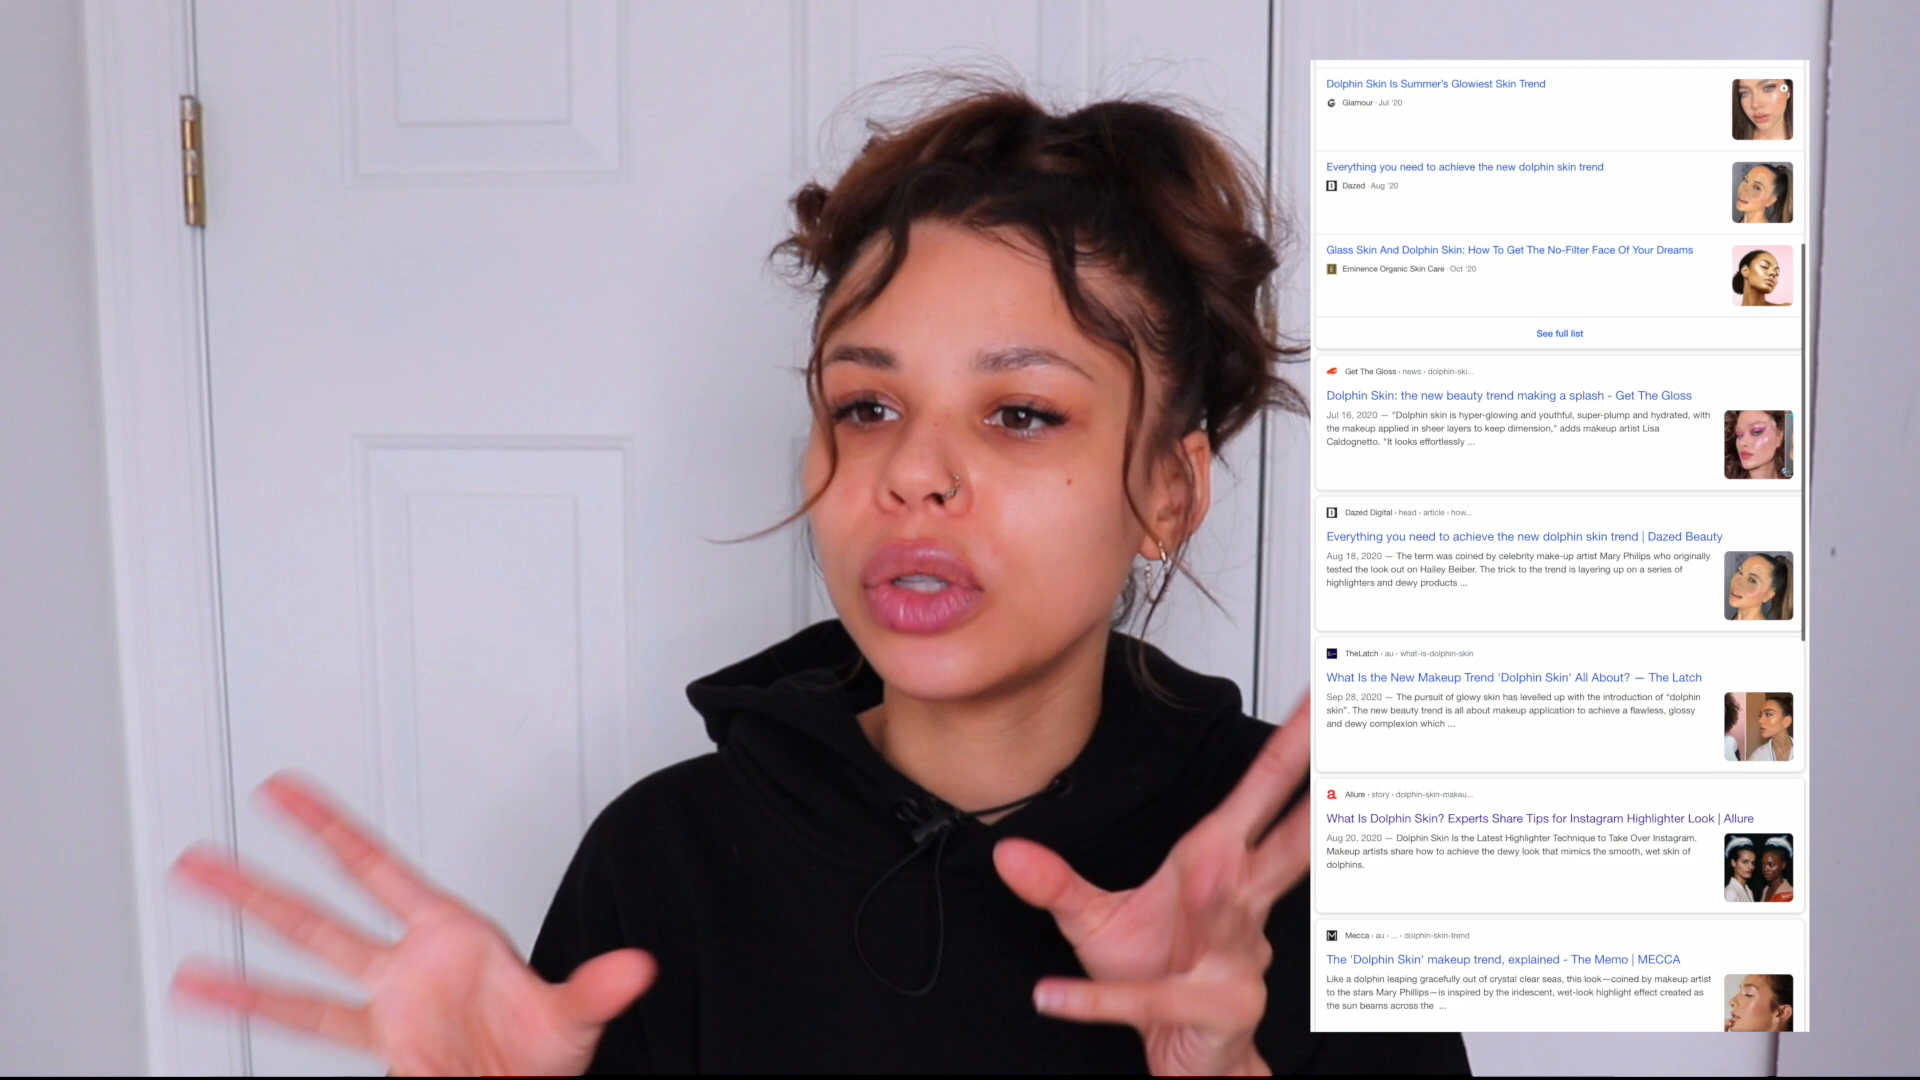 Dolphin Skin Is Summer's Glowiest Skin Trend
Glamour · Jul '20
Everything you need to achieve the new dolphin skin trend
Dazed · Aug '20
Glass Skin And Dolphin Skin: How To Get The No-Filter Face Of Your Dreams
Eminence Organic Skin Care · Oct '20
See full list
Get The Gloss › news › dolphin-ski...
Dolphin Skin: the new beauty trend making a splash - Get The Gloss
Jul 16, 2020 — "Dolphin skin is hyper-glowing and youthful, super-plump and hydrated, with
the makeup applied in sheer layers to keep dimension," adds makeup artist Lisa
Caldognetto. "It looks effortlessly ...
Dazed Digital › head › article › how...
Everything you need to achieve the new dolphin skin trend | Dazed Beauty
Aug 18, 2020 — The term was coined by celebrity make-up artist Mary Philips who originally
tested the look out on Hailey Beiber. The trick to the trend is layering up on a series of
highlighters and dewy products ...
TheLatch › au › what-is-dolphin-skin
What Is the New Makeup Trend 'Dolphin Skin' All About? — The Latch
Sep 28, 2020 — The pursuit of glowy skin has levelled up with the introduction of "dolphin
skin". The new beauty trend is all about makeup application to achieve a flawless, glossy
and dewy complexion which ...
a Allure › story › dolphin-skin-makeu...
What Is Dolphin Skin? Experts Share Tips for Instagram Highlighter Look | Allure
Aug 20, 2020 — Dolphin Skin Is the Latest Highlighter Technique to Take Over Instagram.
Makeup artists share how to achieve the dewy look that mimics the smooth, wet skin of
dolphins.
M Mecca › au › ... › dolphin-skin-trend
The 'Dolphin Skin' makeup trend, explained - The Memo | MECCA
Like a dolphin leaping gracefully out of crystal clear seas, this look—coined by makeup artist
to the stars Mary Phillips—is inspired by the iridescent, wet-look highlight effect created as
the sun beams across the ...